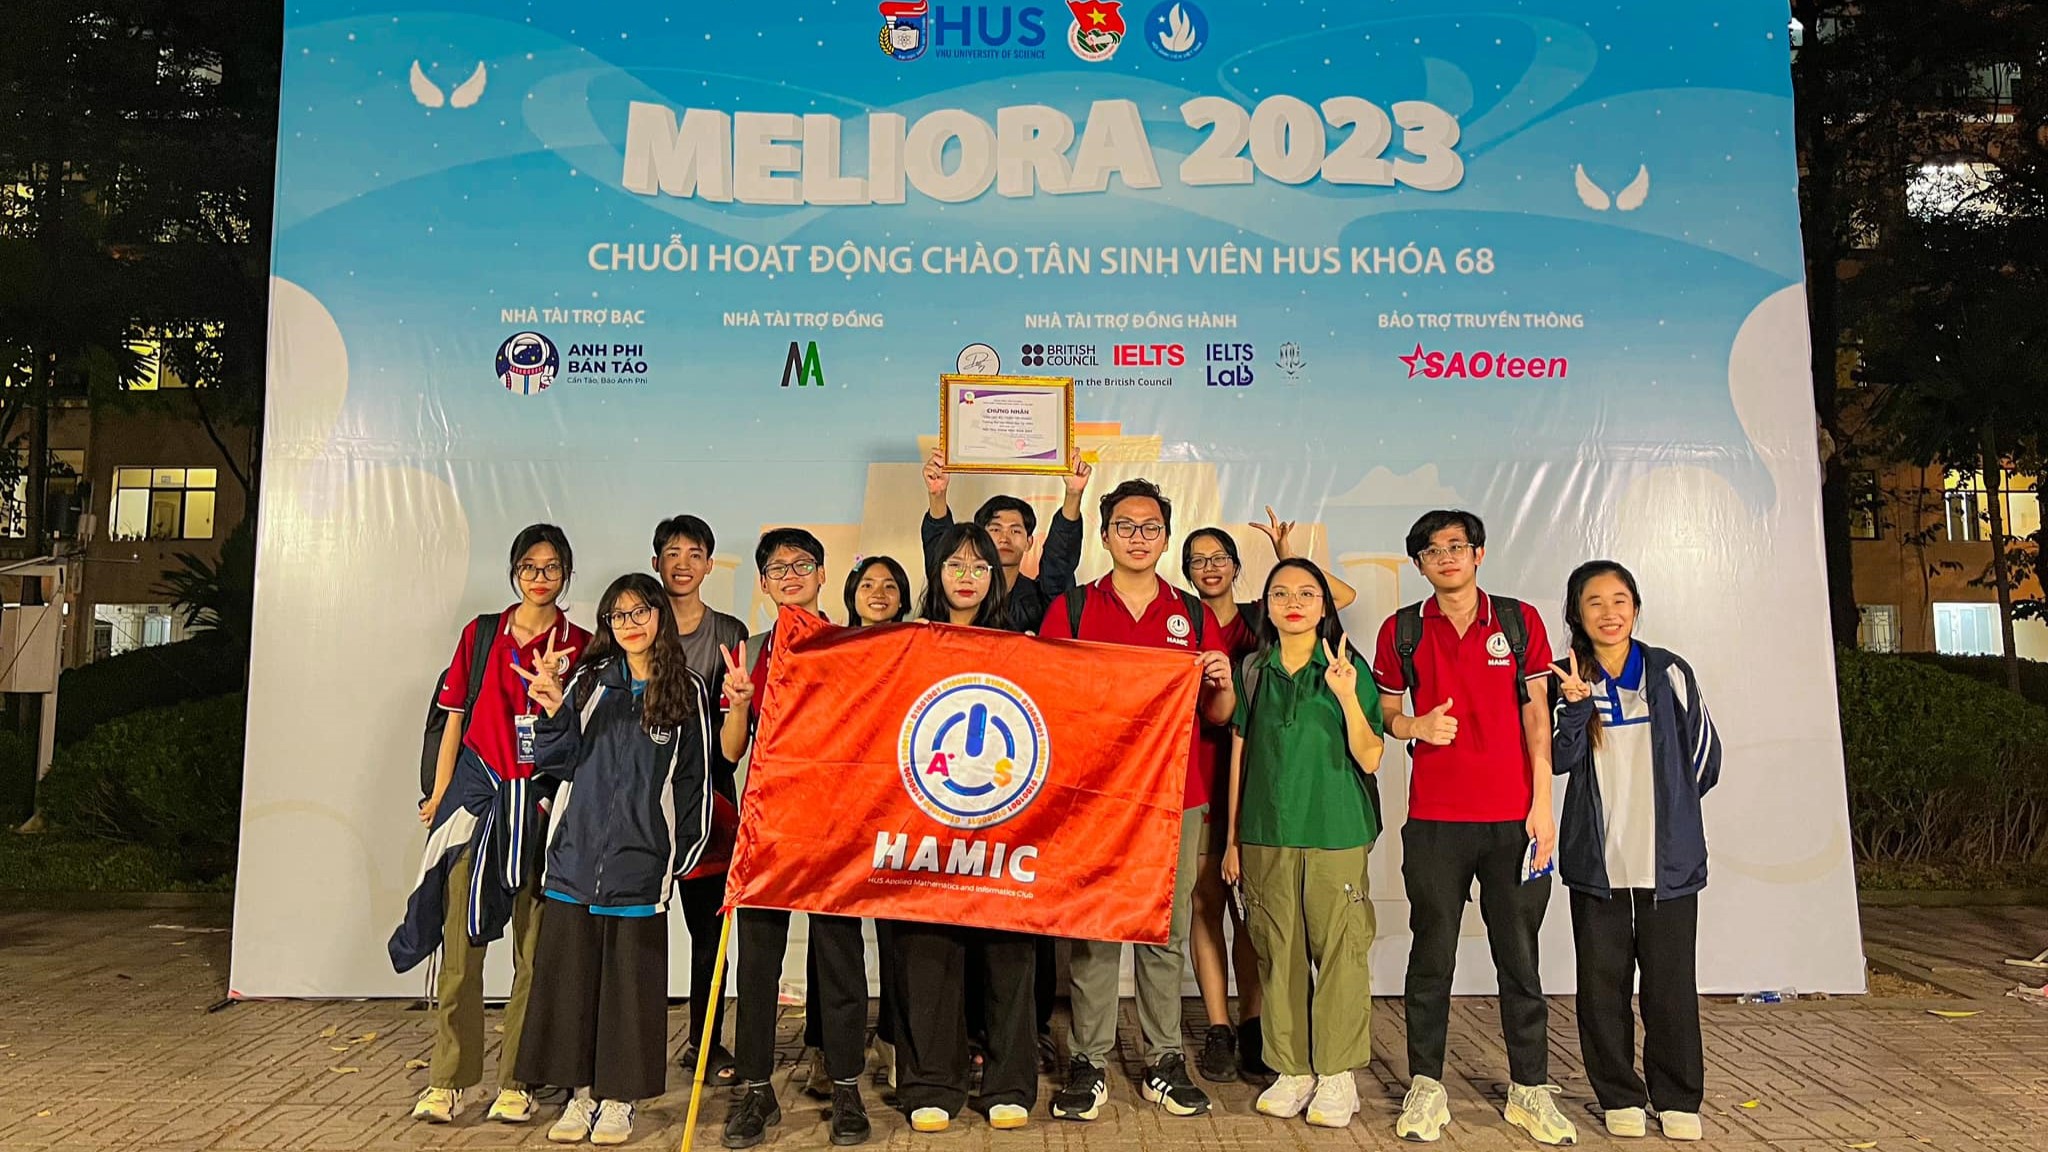 HUS
VNU UNIVERSITY OF SCIENCE
MELIORA 2023
CHUỖI HOẠT ĐỘNG CHÀO TÂN SINH VIÊN HUS KHÓA 68
NHÀ TÀI TRỢ BẠC
ANH PHI
BÁN TÁO
Cần Táo, Bảo Anh Phi
NHÀ TÀI TRỢ ĐỒNG
NHÀ TÀI TRỢ ĐỒNG HÀNH
BRITISH
COUNCIL
IELTS
m the British Council
IELTS
Lab
BẢO TRỢ TRUYỀN THÔNG
SAOteen
CHỨNG NHẬN
HAMIC
HAMIC
A S
HAMIC
HUS Applied Mathematics and Informatics Club